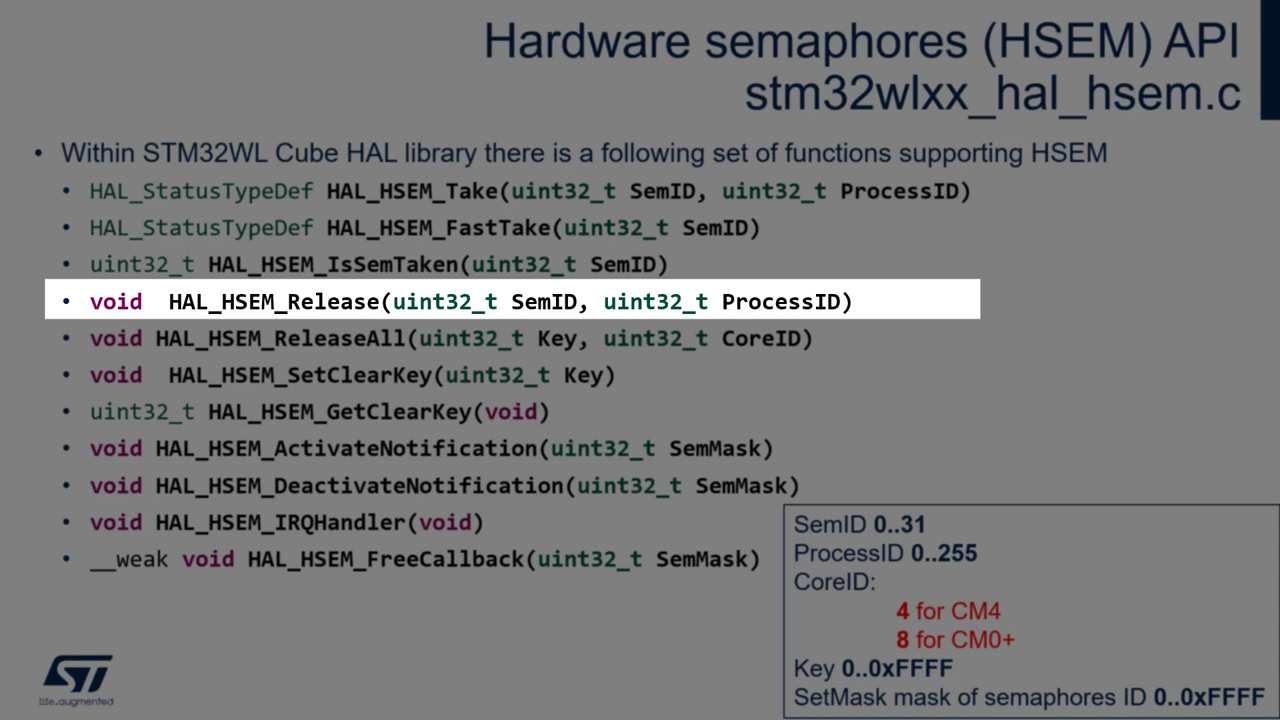 Hardware semaphores (HSEM) API
stm32wlxx_hal_hsem.c
• Within STM32WL Cube HAL library there is a following set of functions supporting HSEM
• HAL_StatusTypeDef HAL_HSEM_Take(uint32_t SemID, uint32_t ProcessID)
• HAL_StatusTypeDef HAL_HSEM_FastTake(uint32_t SemID)
• uint32_t HAL_HSEM_IsSemTaken(uint32_t SemID)
• void HAL_HSEM_Release(uint32_t SemID, uint32_t ProcessID)
• void HAL_HSEM_ReleaseAll(uint32_t Key, uint32_t CoreID)
• void HAL_HSEM_SetClearKey(uint32_t Key)
• uint32_t HAL_HSEM_GetClearKey(void)
• void HAL_HSEM_ActivateNotification(uint32_t SemMask)
• void HAL_HSEM_DeactivateNotification(uint32_t SemMask)
• void HAL_HSEM_IRQHandler(void)
• __weak void HAL_HSEM_FreeCallback(uint32_t SemMask)
SemID 0..31
ProcessID 0..255
CoreID:
4 for CM4
8 for CM0+
Key 0..0xFFFF
SetMask mask of semaphores ID 0..0xFFFF
ST
life.augmented